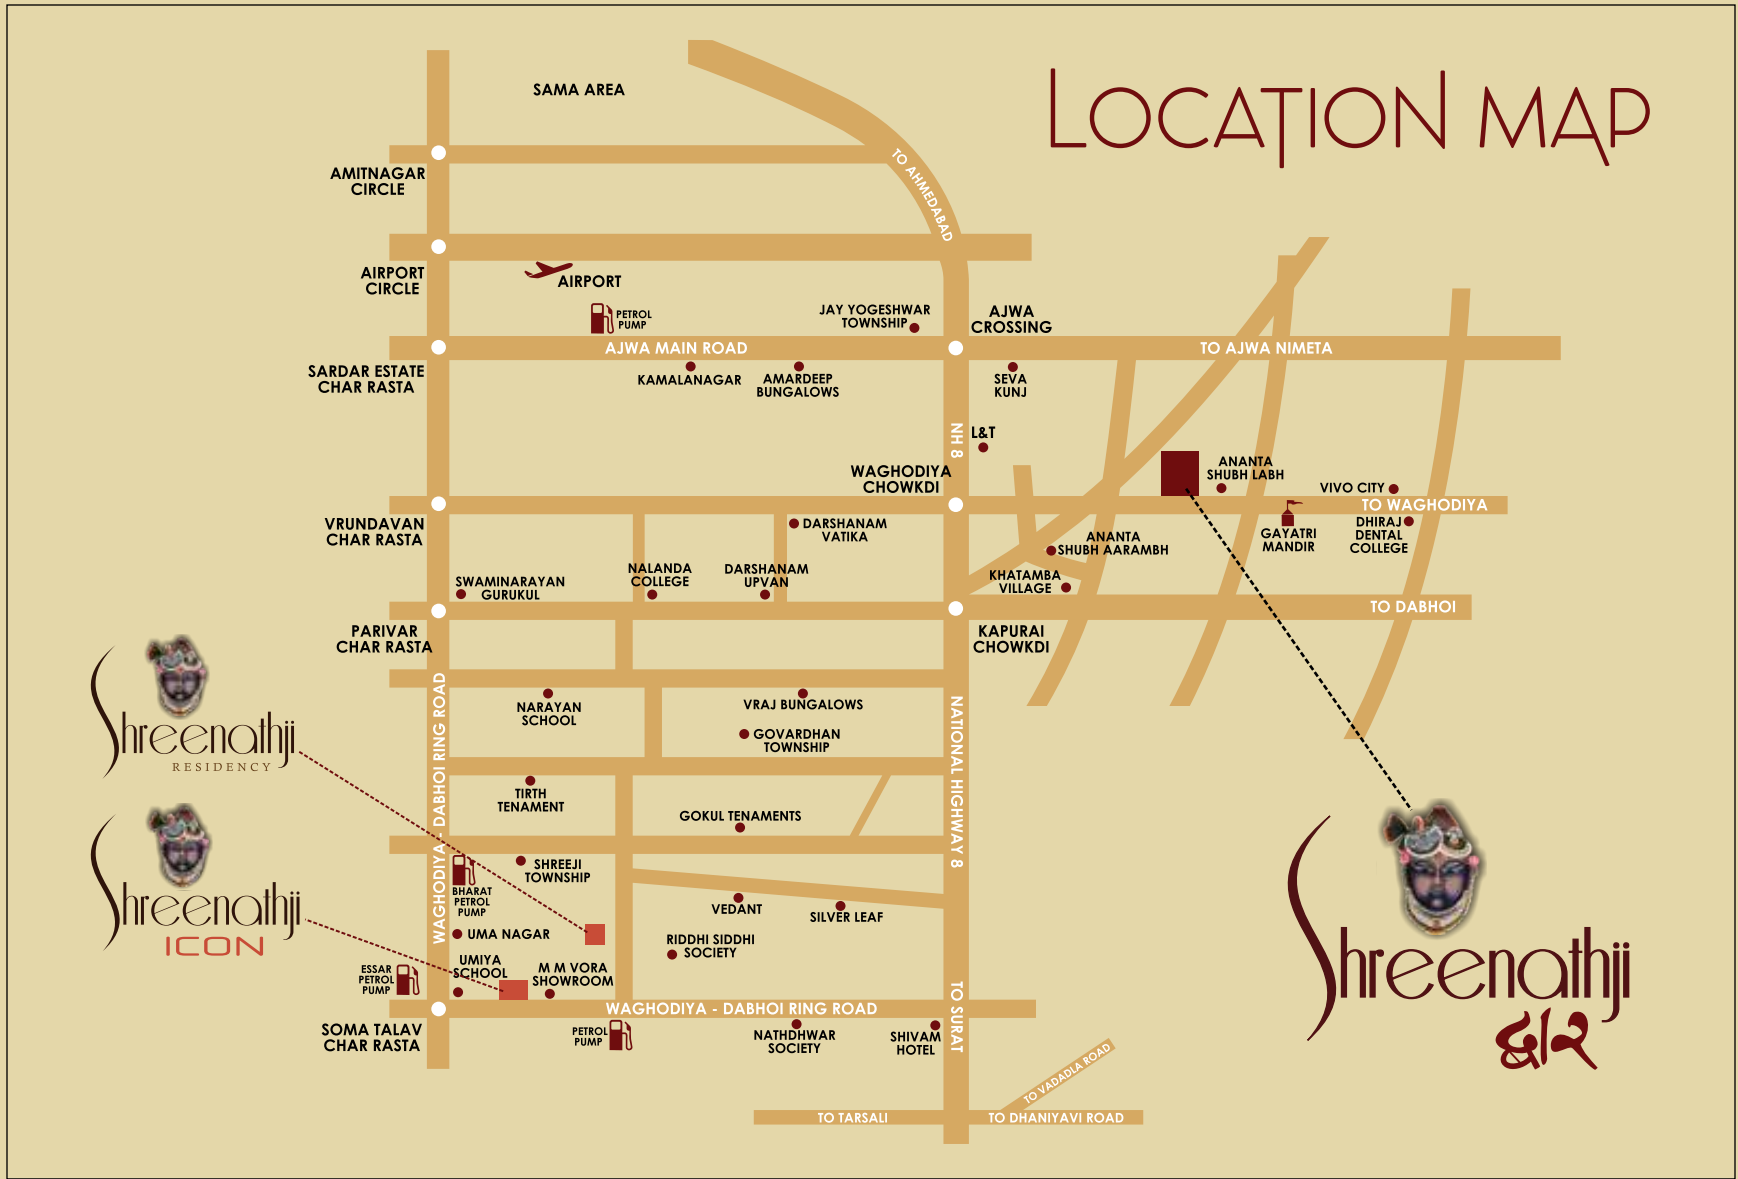 LOCATION MAP
SAMA AREA
TO AHMEDABAD
AMITNAGAR
CIRCLE
AIRPORT
CIRCLE
AIRPORT
PETROL
PUMP
JAY YOGESHWAR
TOWNSHIP
AJWA
CROSSING
AJWA MAIN ROAD
TO AJWA NIMETA
SARDAR ESTATE
CHAR RASTA
KAMALANAGAR
AMARDEEP
BUNGALOWS
SEVA
KUNJ
NH 8
L&T
WAGHODIYA
CHOWKDI
ANANTA
SHUBH LABH
VIVO CITY
TO WAGHODIYA
VRUNDAVAN
CHAR RASTA
DARSHANAM
VATIKA
ANANTA
SHUBH AARAMBH
GAYATRI
MANDIR
DHIRAJ
DENTAL
COLLEGE
SWAMINARAYAN
GURUKUL
NALANDA
COLLEGE
DARSHANAM
UPVAN
KHATAMBA
VILLAGE
TO DABHOI
PARIVAR
CHAR RASTA
KAPURAI
CHOWKDI
WAGHODIYA - DABHOI RING ROAD
NATIONAL HIGHWAY 8
NARAYAN
SCHOOL
VRAJ BUNGALOWS
GOVARDHAN
TOWNSHIP
Shreenathji
RESIDENCY
TIRTH
TENAMENT
GOKUL TENAMENTS
SHREEJI
TOWNSHIP
BHARAT
PETROL
PUMP
VEDANT
SILVER LEAF
Shreenathji
ICON
UMA NAGAR
RIDDHI SIDDHI
SOCIETY
UMIYA
SCHOOL
M M VORA
SHOWROOM
ESSAR
PETROL
PUMP
WAGHODIYA - DABHOI RING ROAD
TO SURAT
SOMA TALAV
CHAR RASTA
PETROL
PUMP
NATHDHWAR
SOCIETY
SHIVAM
HOTEL
TO VADADLA ROAD
TO TARSALI
TO DHANIYAVI ROAD
Shreenathji
દ્વાર